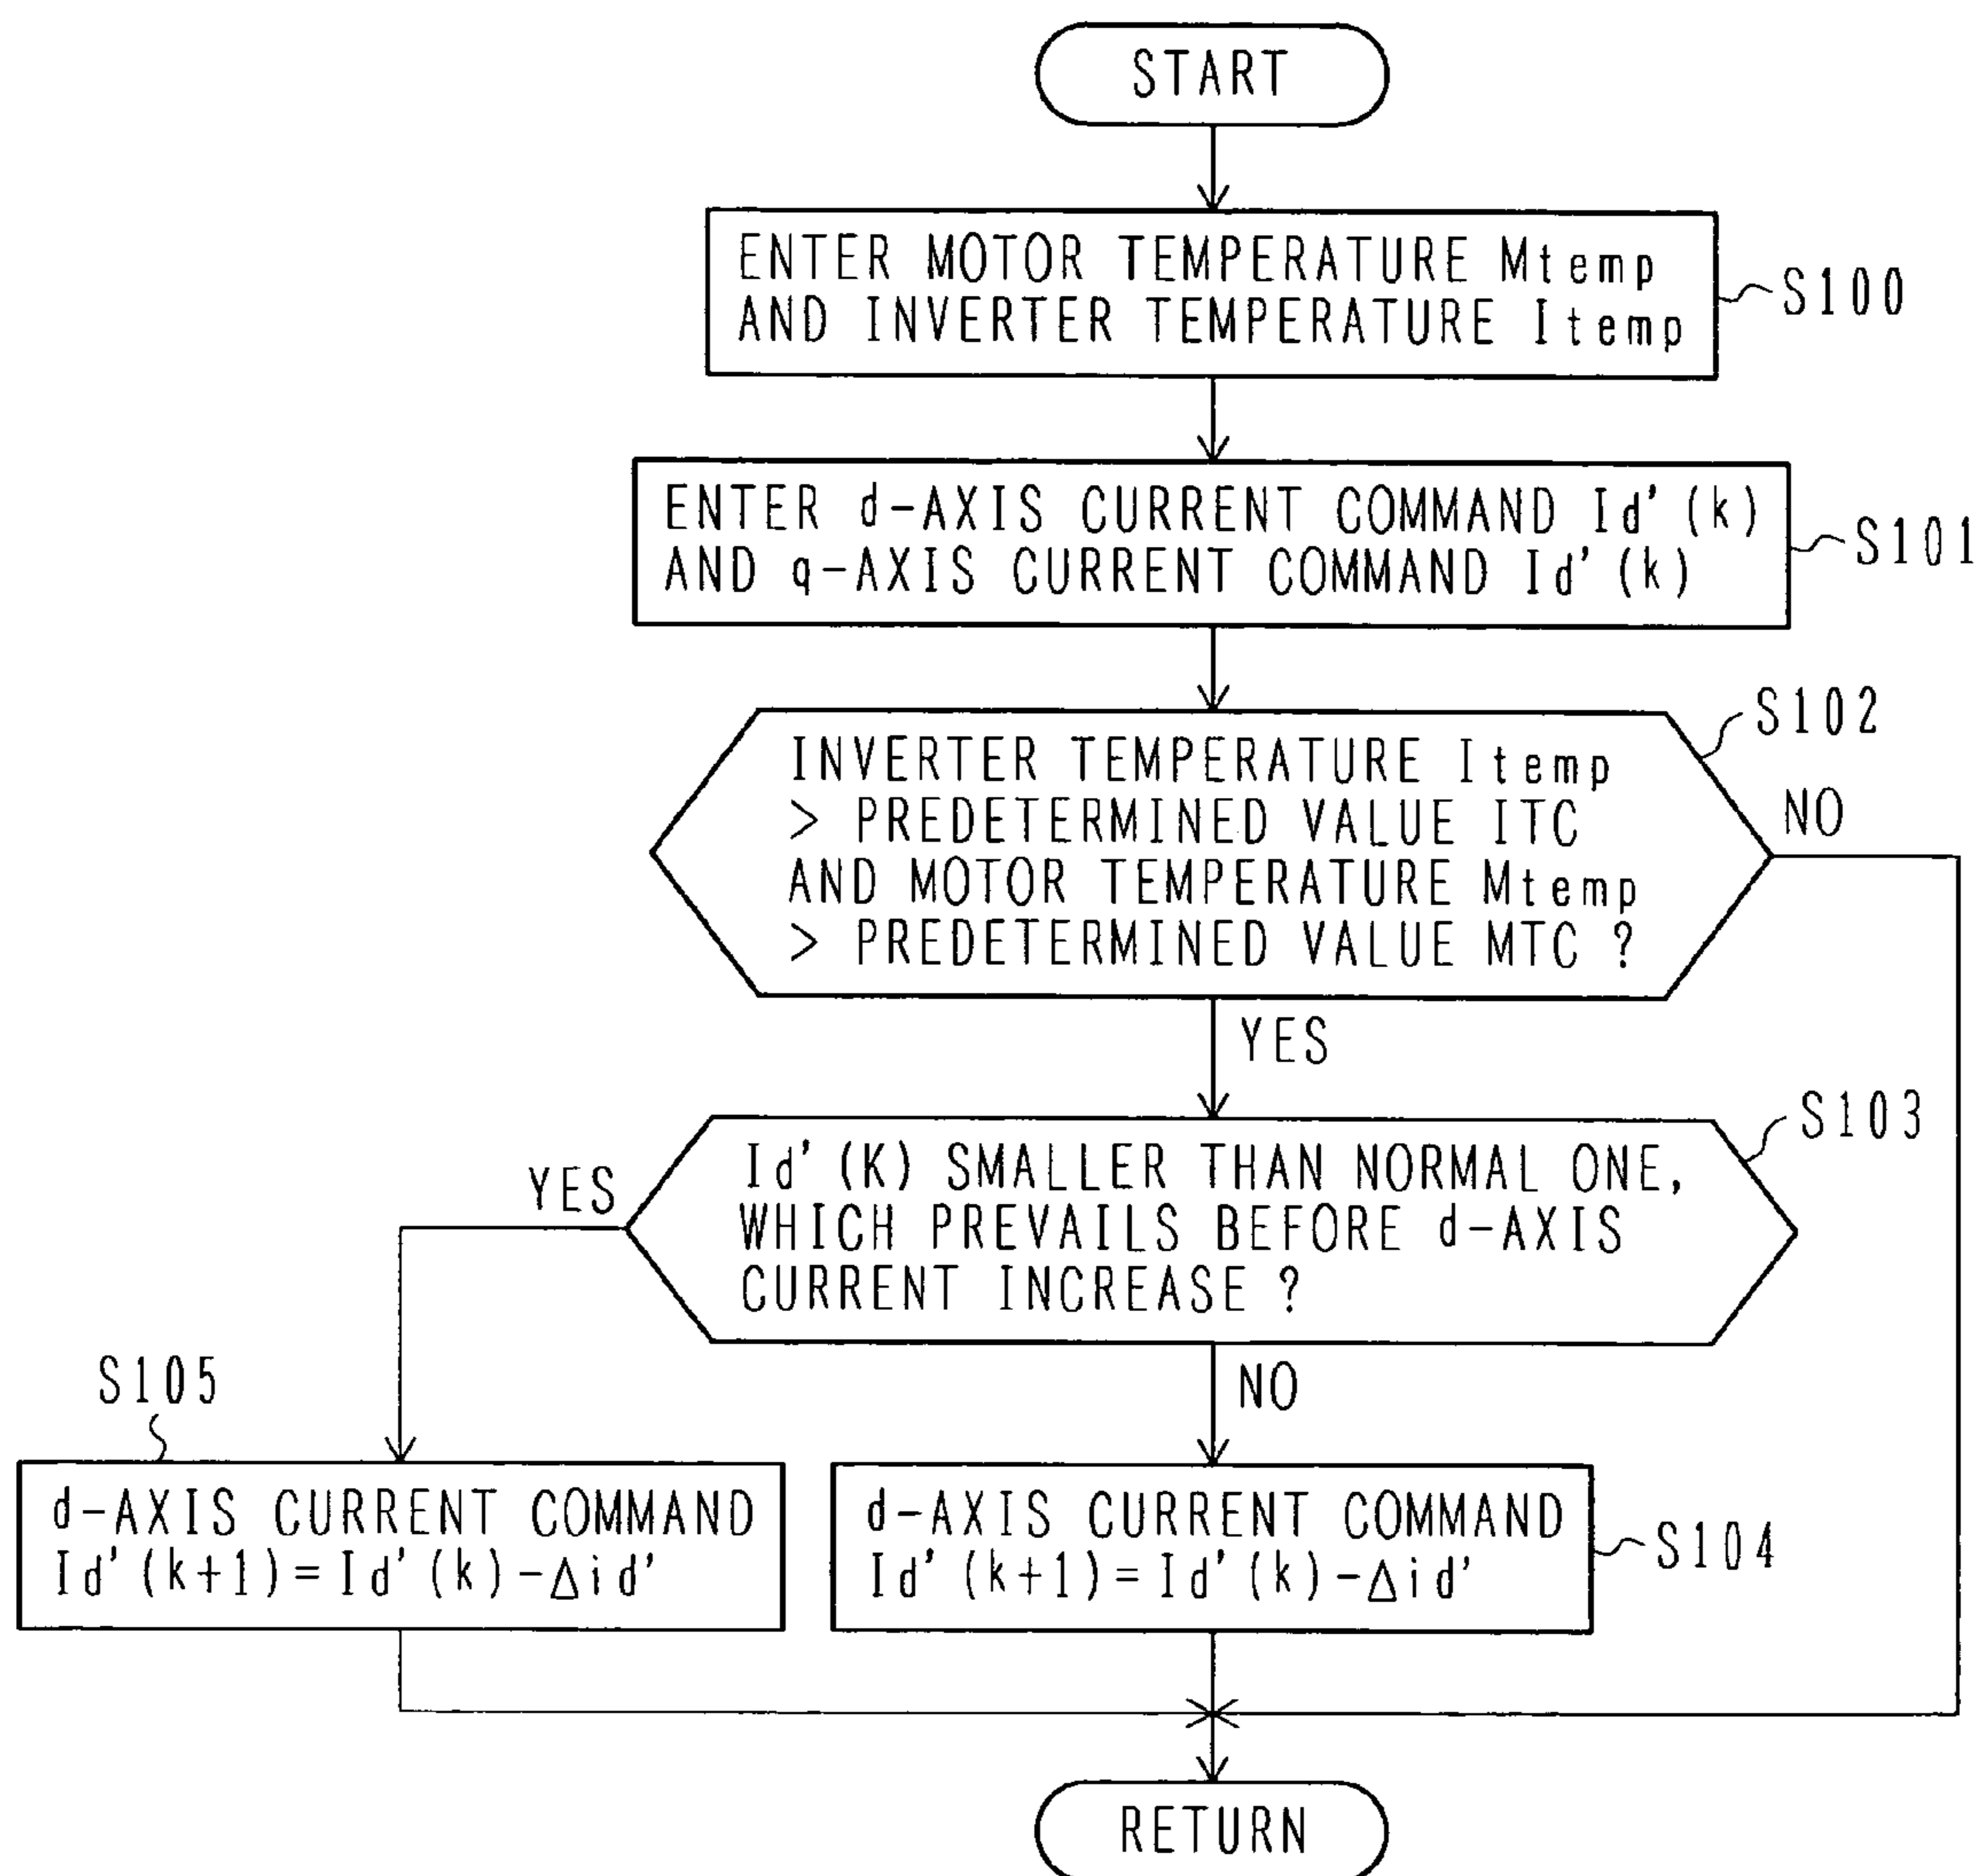 START
ENTER MOTOR TEMPERATURE Mtemp
AND INVERTER TEMPERATURE Itemp
S100
ENTER d-AXIS CURRENT COMMAND Id'(k)
AND q-AXIS CURRENT COMMAND Id'(k)
S101
S102
INVERTER TEMPERATURE Itemp
> PREDETERMINED VALUE ITC
AND MOTOR TEMPERATURE Mtemp
> PREDETERMINED VALUE MTC ?
NO
YES
S103
Id'(K) SMALLER THAN NORMAL ONE,
WHICH PREVAILS BEFORE d-AXIS
CURRENT INCREASE ?
YES
NO
S105
d-AXIS CURRENT COMMAND
Id'(k+1)=Id'(k)-Δid'
d-AXIS CURRENT COMMAND
Id'(k+1)=Id'(k)-Δid'
S104
RETURN